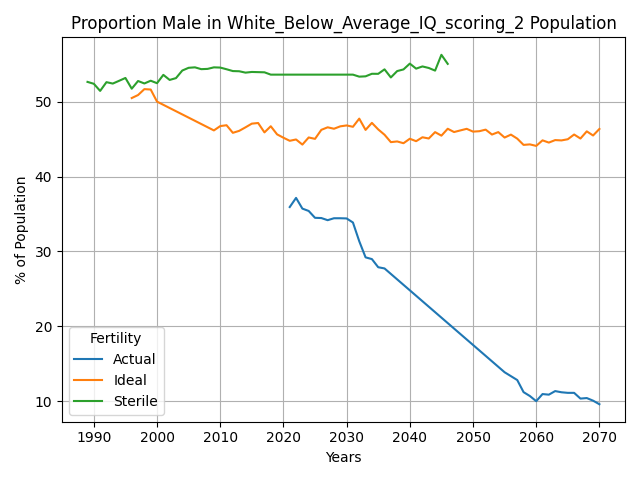 Proportion Male in White_Below_Average_IQ_scoring_2 Population
% of Population
50
40
30
20
10
Fertility
Actual
Ideal
Sterile
1990 2000 2010 2020 2030 2040 2050 2060 2070
Years